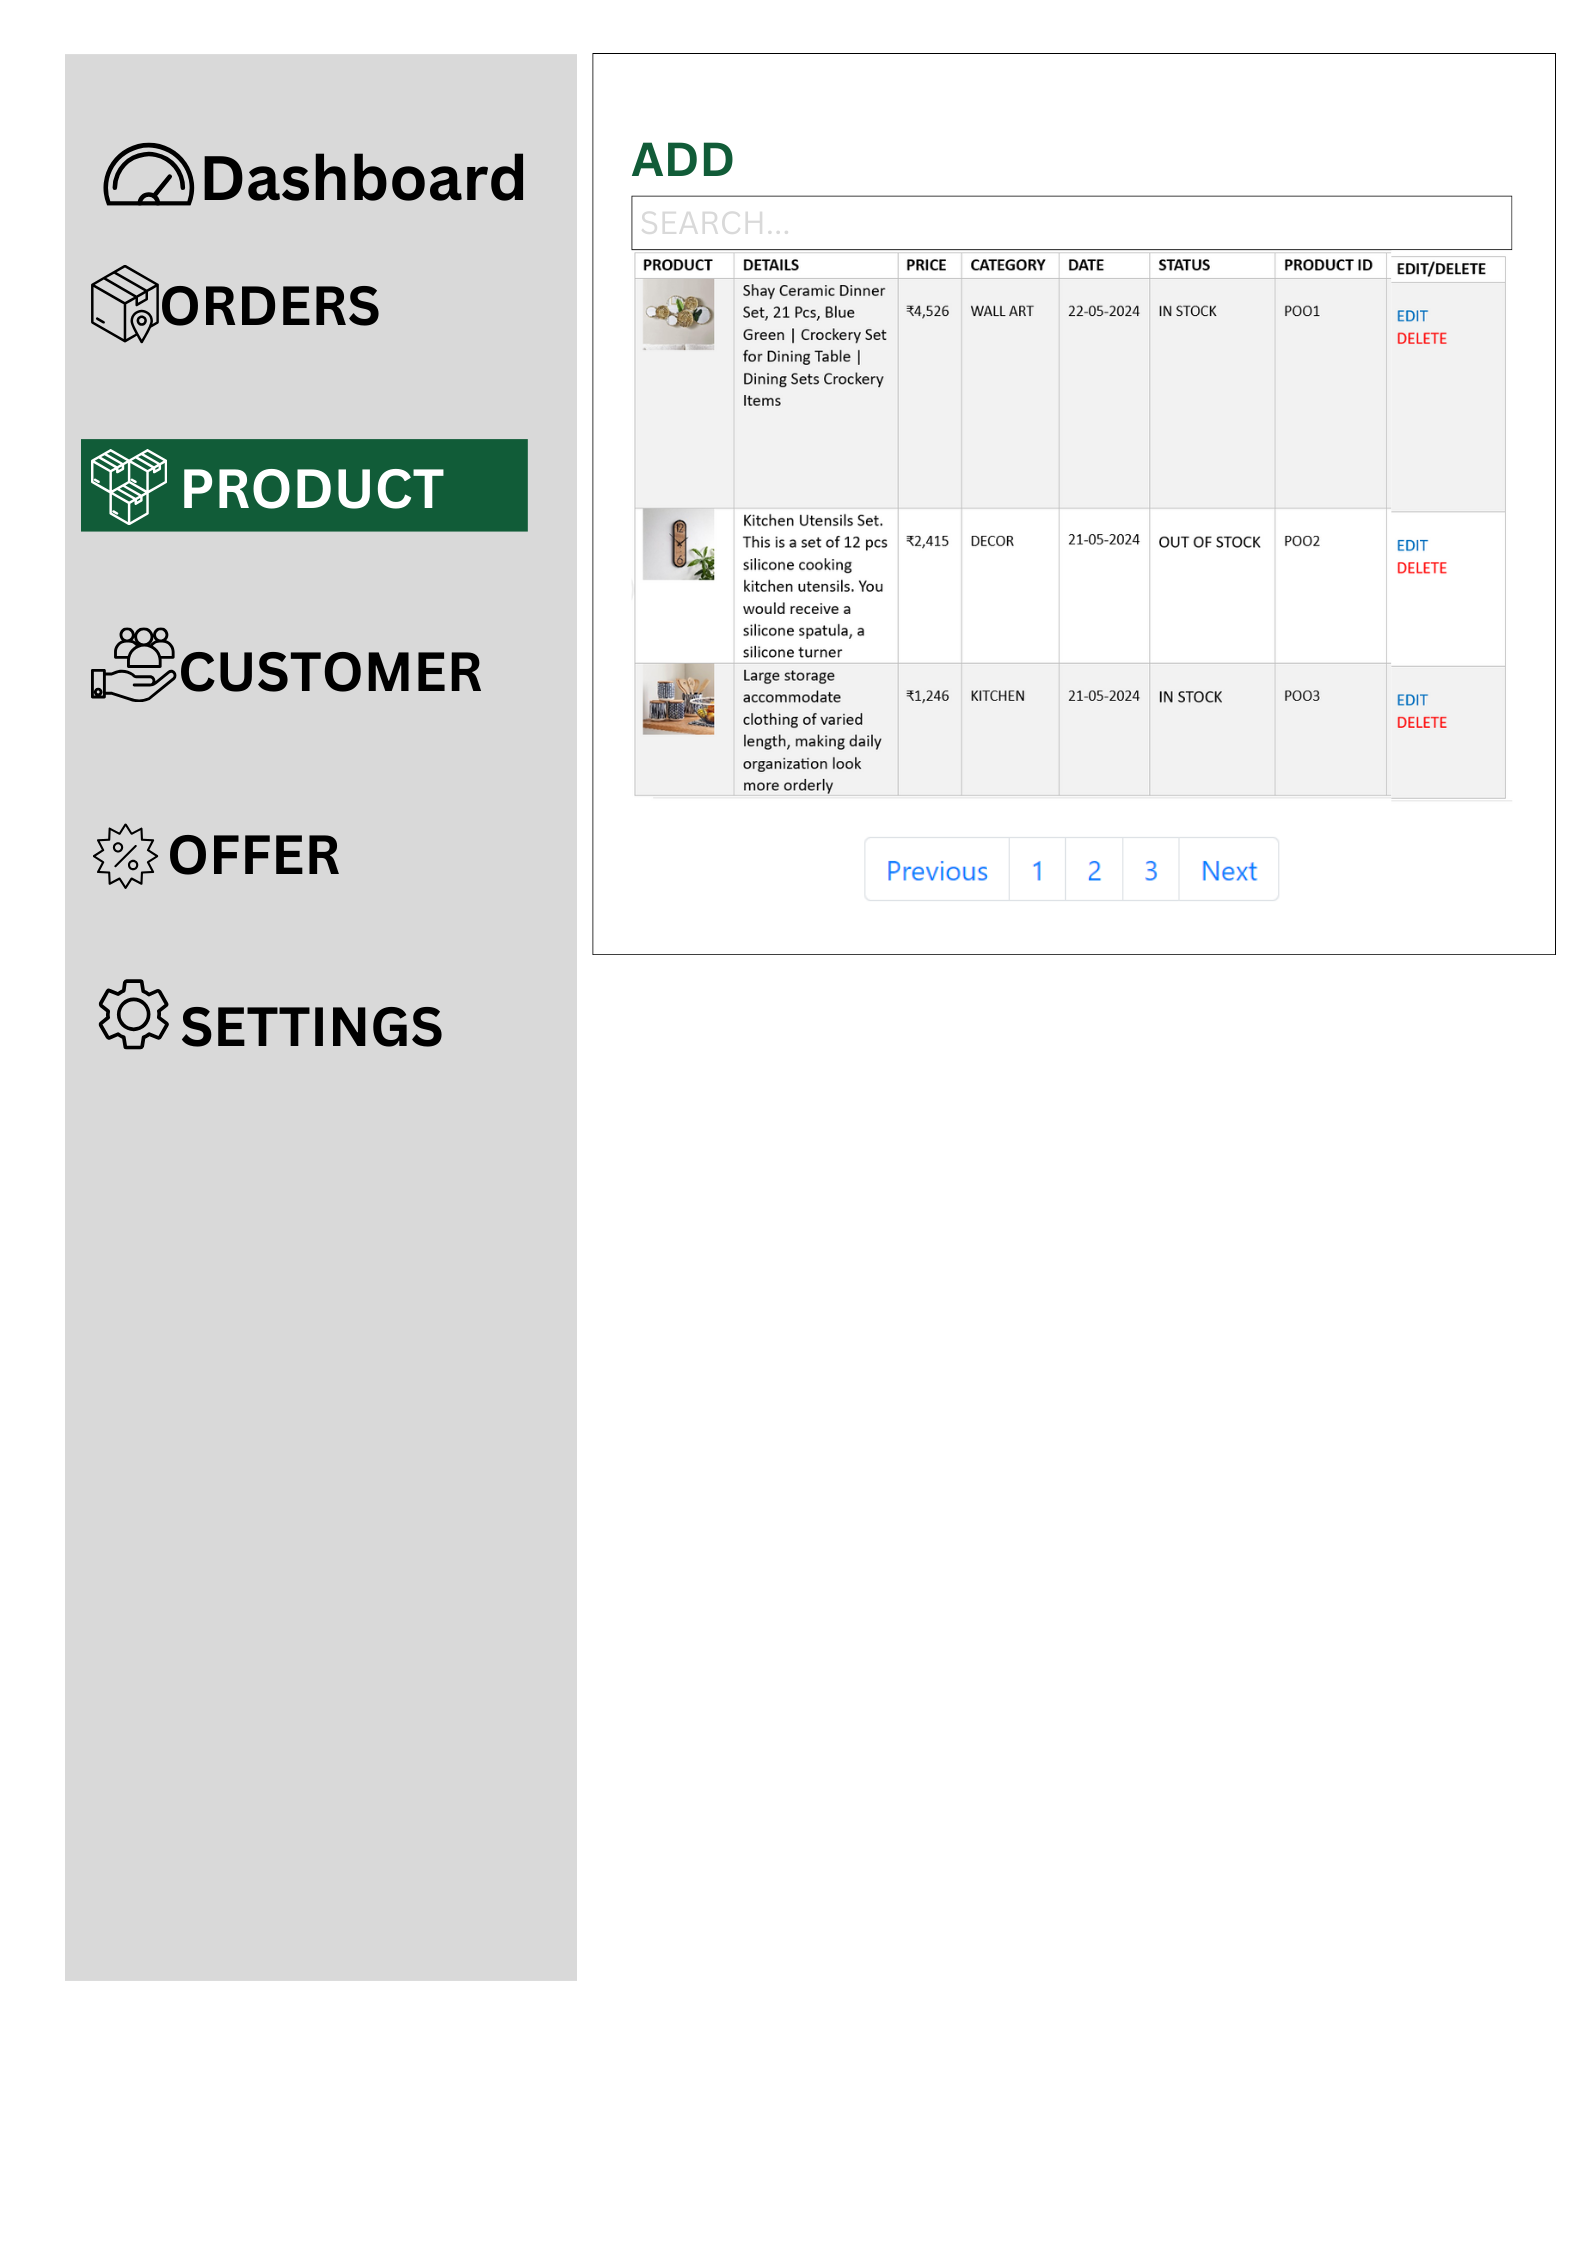 Dashboard
ORDERS
PRODUCT
CUSTOMER
OFFER
SETTINGS
ADD
SEARCH...
PRODUCT DETAILS PRICE CATEGORY DATE STATUS PRODUCT ID EDIT/DELETE
Shay Ceramic Dinner
Set, 21 Pcs, Blue
Green | Crockery Set
for Dining Table |
Dining Sets Crockery
Items
₹4,526 WALL ART 22-05-2024 IN STOCK POO1
EDIT
DELETE
Kitchen Utensils Set.
This is a set of 12 pcs
silicone cooking
kitchen utensils. You
would receive a
silicone spatula, a
silicone turner
₹2,415 DECOR 21-05-2024 OUT OF STOCK POO2
EDIT
DELETE
Large storage
accommodate
clothing of varied
length, making daily
organization look
more orderly
₹1,246 KITCHEN 21-05-2024 IN STOCK POO3
EDIT
DELETE
Previous 1 2 3 Next